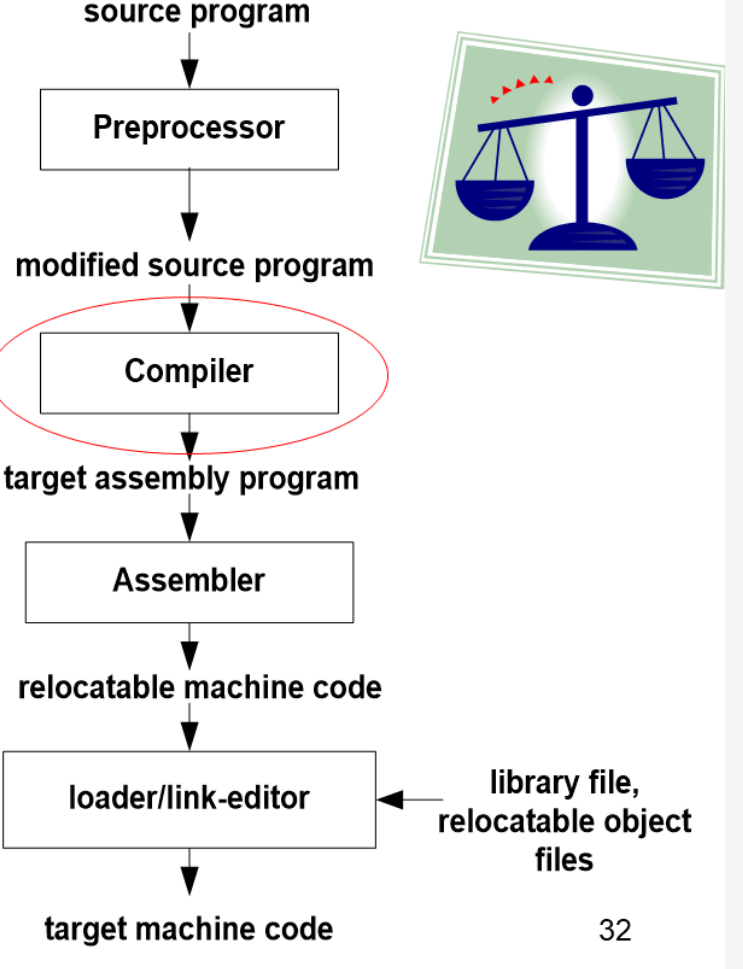 source program
Preprocessor
modified source program
Compiler
target assembly program
Assembler
relocatable machine code
loader/link-editor
library file,
relocatable object
files
target machine code
32